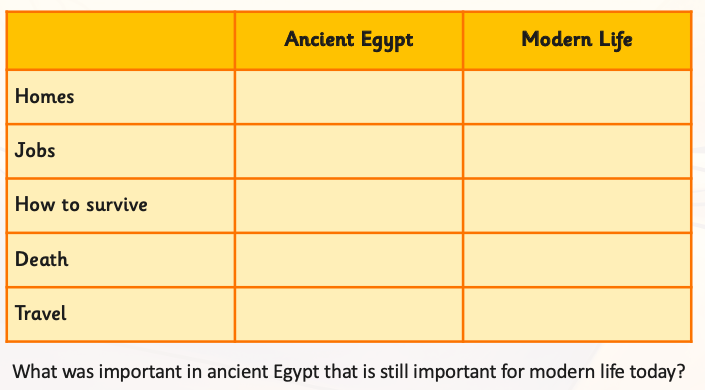 Ancient Egypt Modern Life
Homes
Jobs
How to survive
Death
Travel
What was important in ancient Egypt that is still important for modern life today?